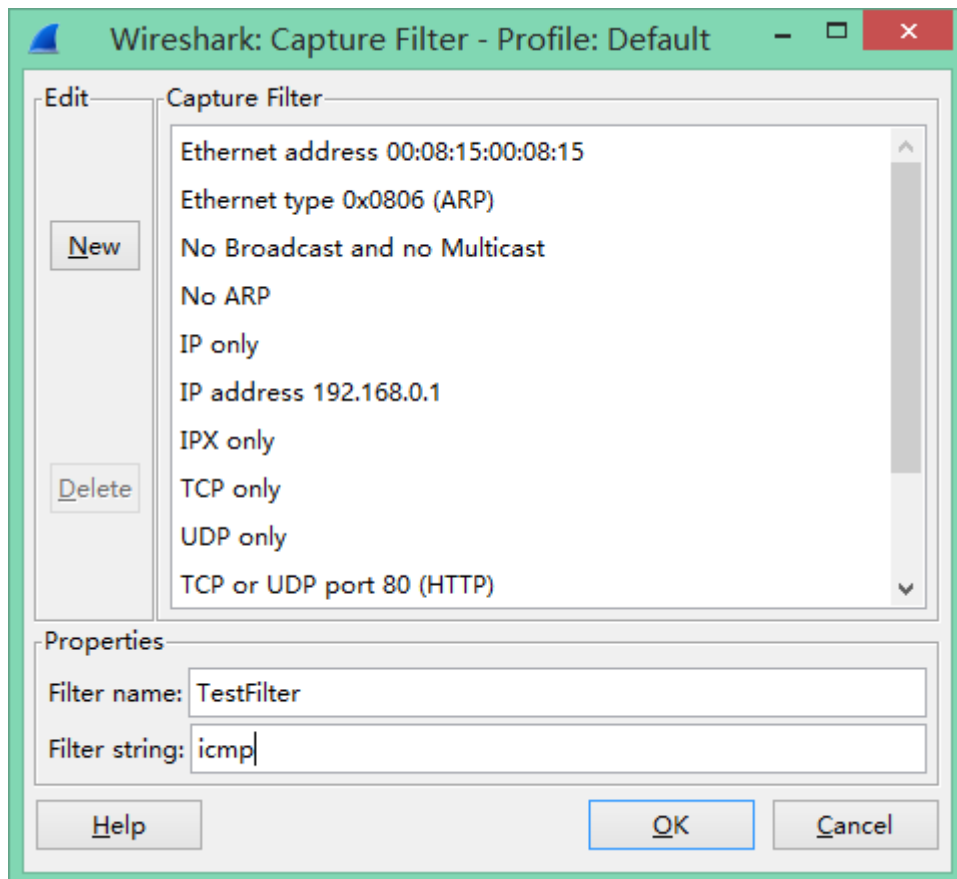 Wireshark: Capture Filter - Profile: Default
Edit
Capture Filter
New
Delete
Ethernet address 00:08:15:00:08:15
Ethernet type 0x0806 (ARP)
No Broadcast and no Multicast
No ARP
IP only
IP address 192.168.0.1
IPX only
TCP only
UDP only
TCP or UDP port 80 (HTTP)
Properties
Filter name: TestFilter
Filter string: icmp
Help
OK
Cancel